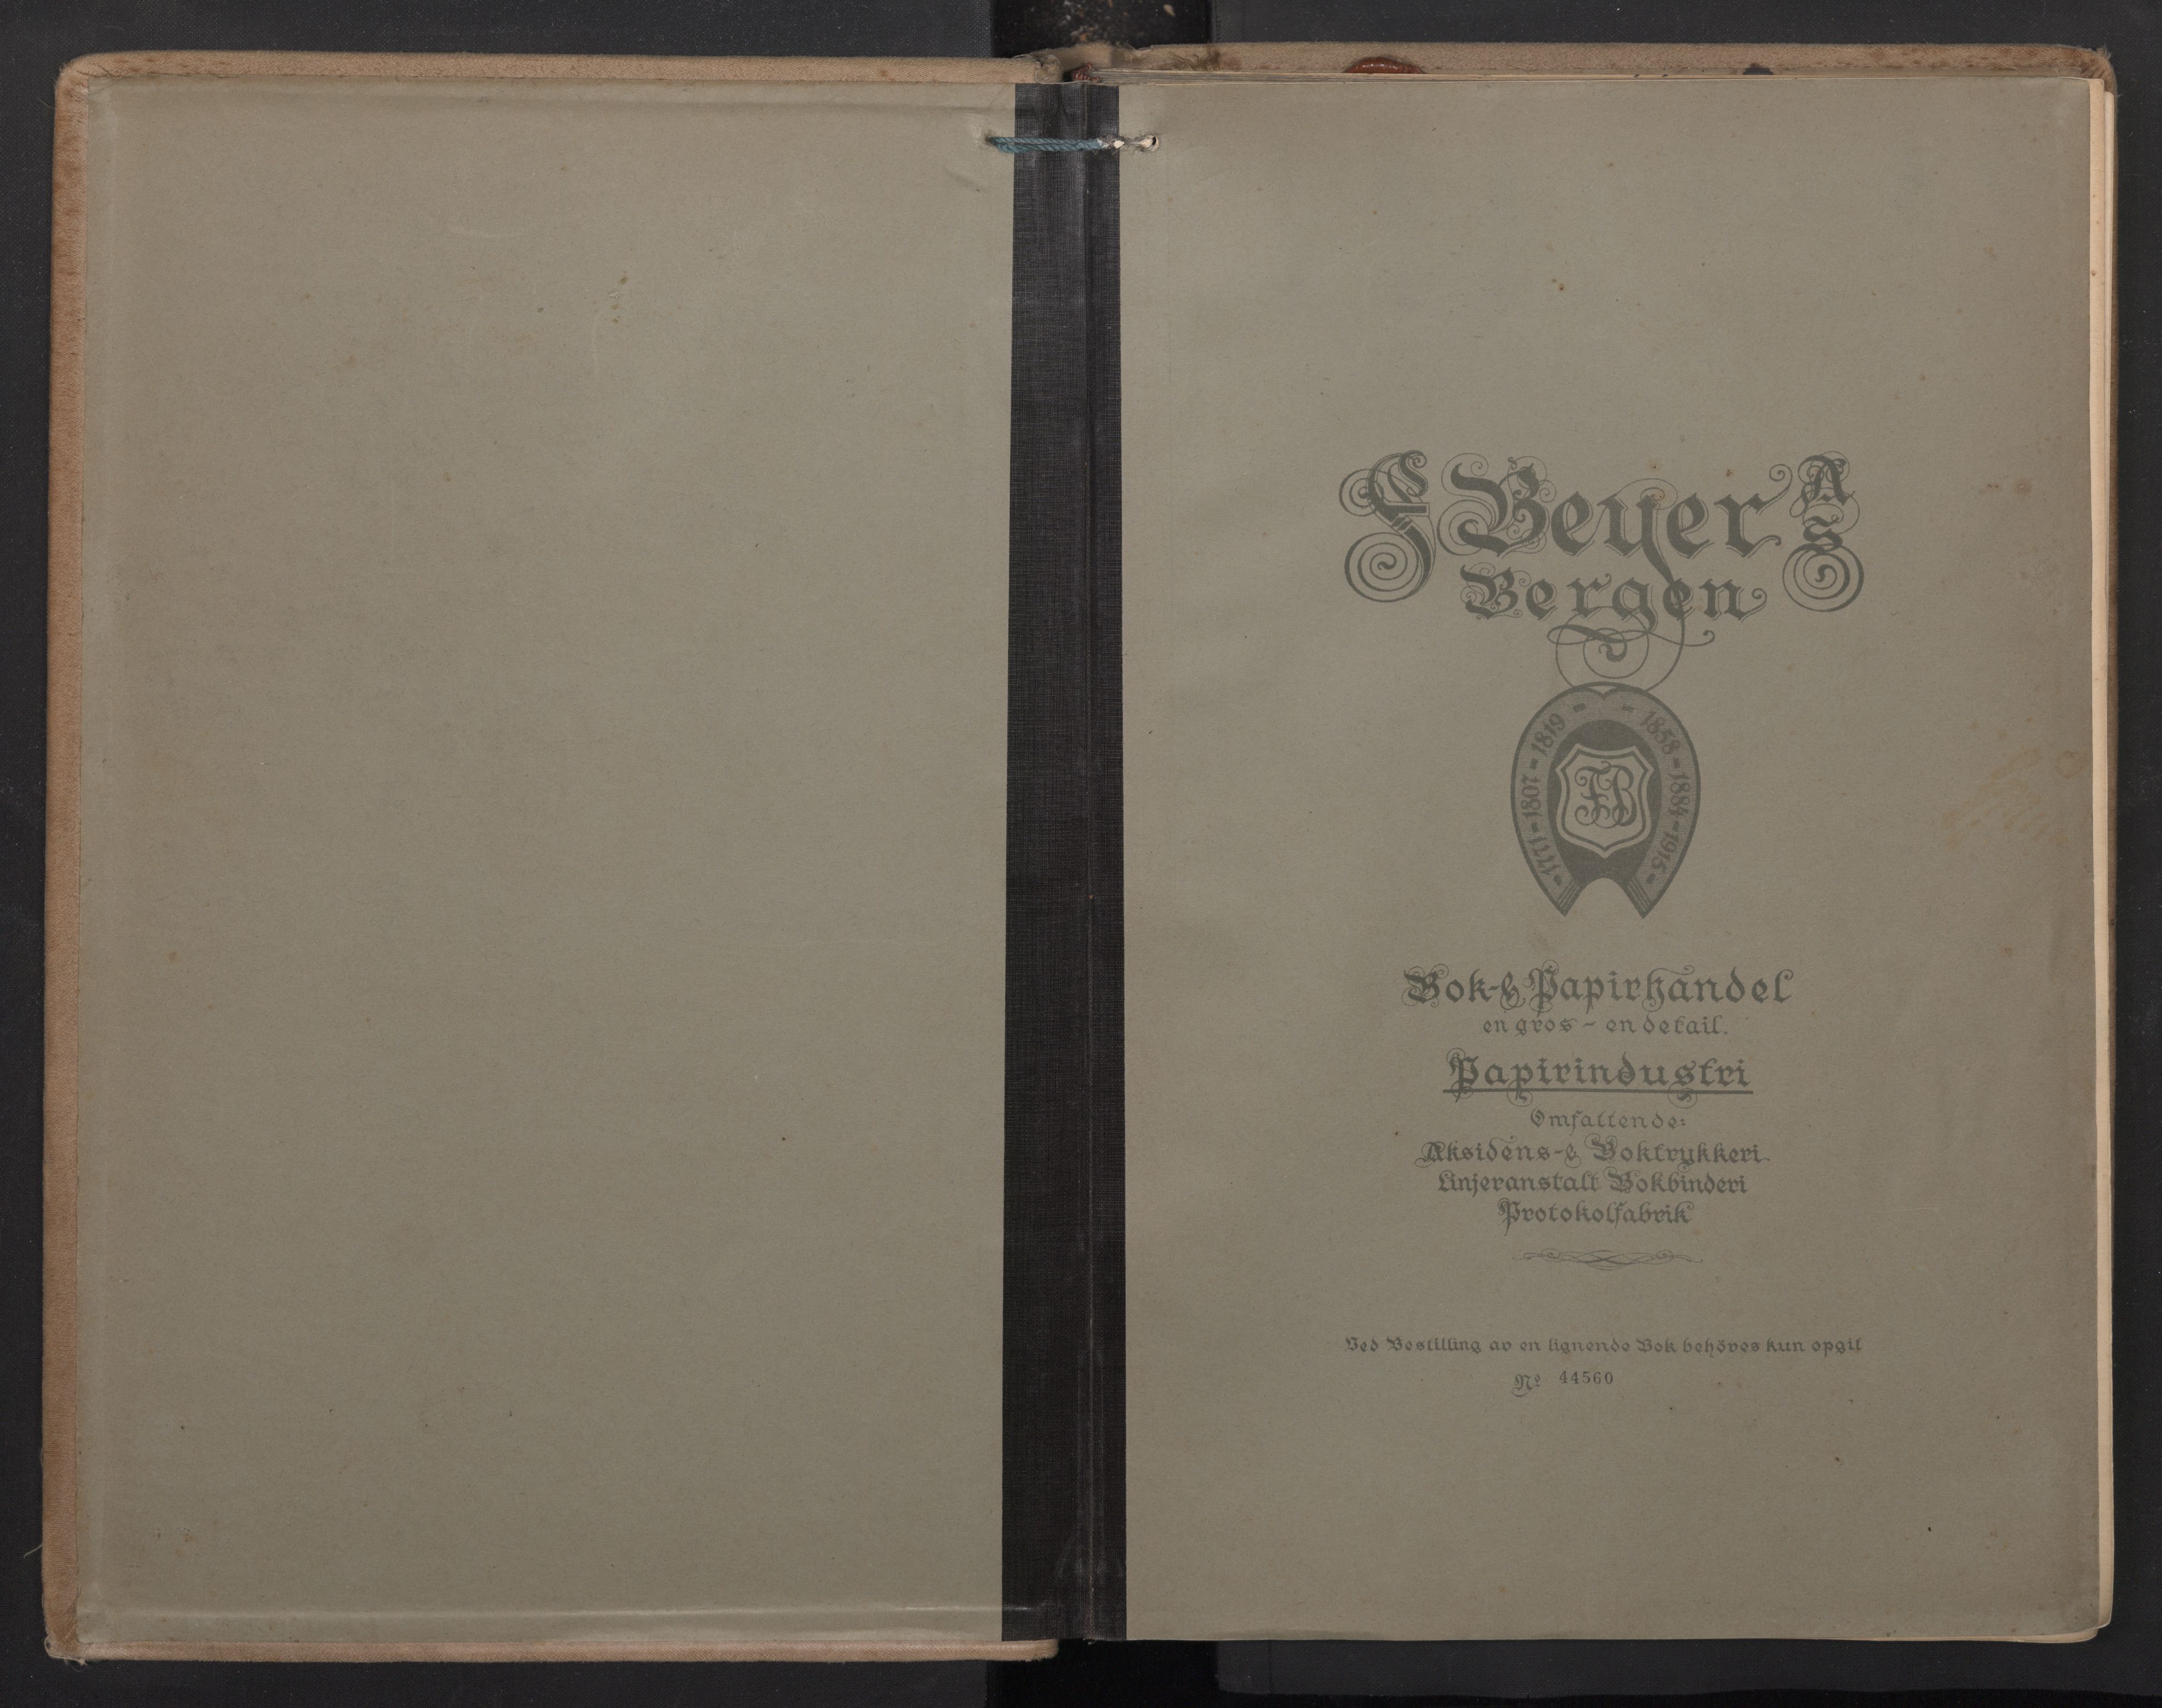 F Beyer A/S
Bergen
1771 = 1807 = 1819 = = 1858 = 1884 = 1915
FB
Bok- & Papirhandel
en gros - en detail.
Papirindustri
Omfattende:
Aksidens- & Boktrykkeri
Linjeranstalt Bokbinderi
Protokolfabrik
Ved Bestilling av en lignende Bok behöves kun opgit
No 44560